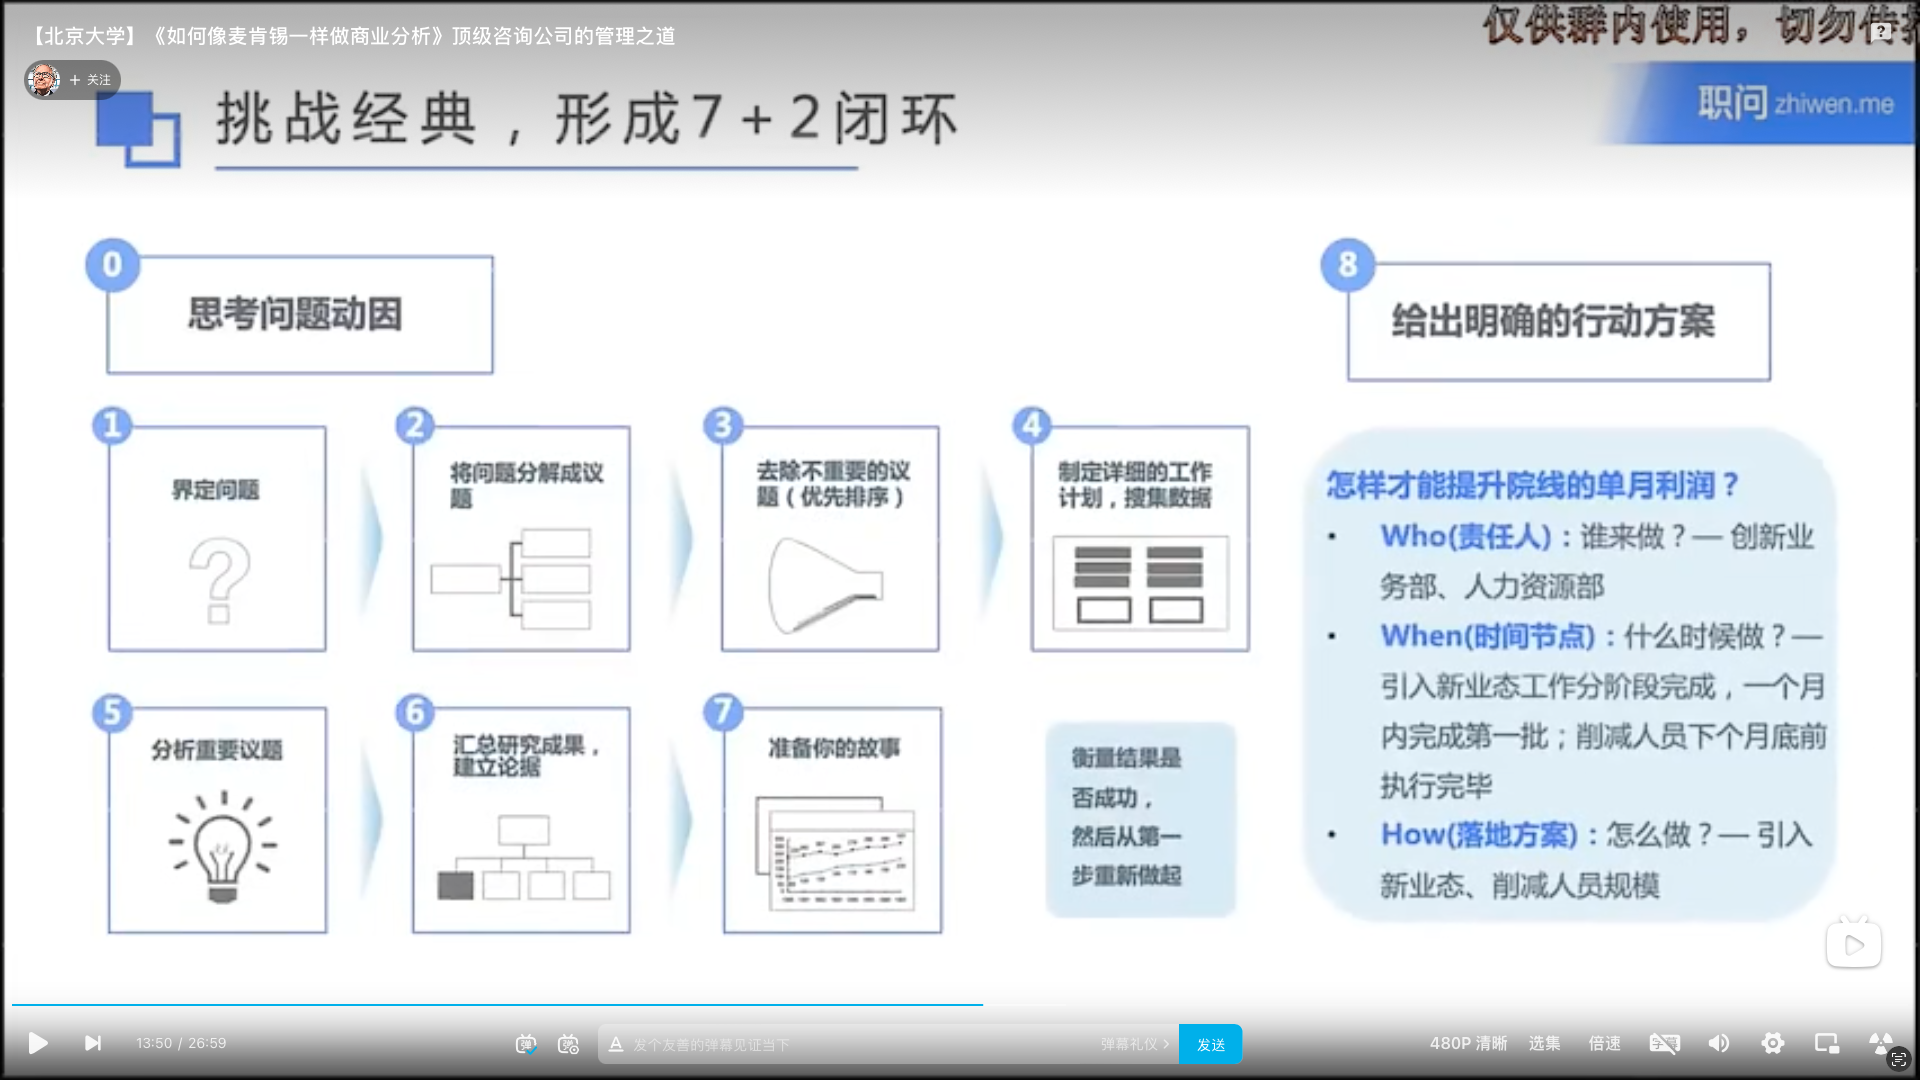 【北京大学】《如何像麦肯锡一样做商业分析》顶级咨询公司的管理之道
仅供群内使用，切勿传
+ 关注
挑战经典，形成7+2闭环
职问 zhiwen.me
0
思考问题动因
8
给出明确的行动方案
1
界定问题
2
将问题分解成议
题
3
去除不重要的议
题（优先排序）
4
制定详细的工作
计划，搜集数据
5
分析重要议题
6
汇总研究成果，
建立论据
7
准备你的故事
衡量结果是
否成功，
然后从第一
步重新做起
怎样才能提升院线的单月利润？
• Who(责任人)：谁来做？— 创新业
务部、人力资源部
• When(时间节点)：什么时候做？—
引入新业态工作分阶段完成，一个月
内完成第一批；削减人员下个月底前
执行完毕
• How(落地方案)：怎么做？— 引入
新业态、削减人员规模
13:50 / 26:59
弹
弹
A 发个友善的弹幕见证当下
弹幕礼仪 >
发送
480P 清晰
选集
倍速
字幕